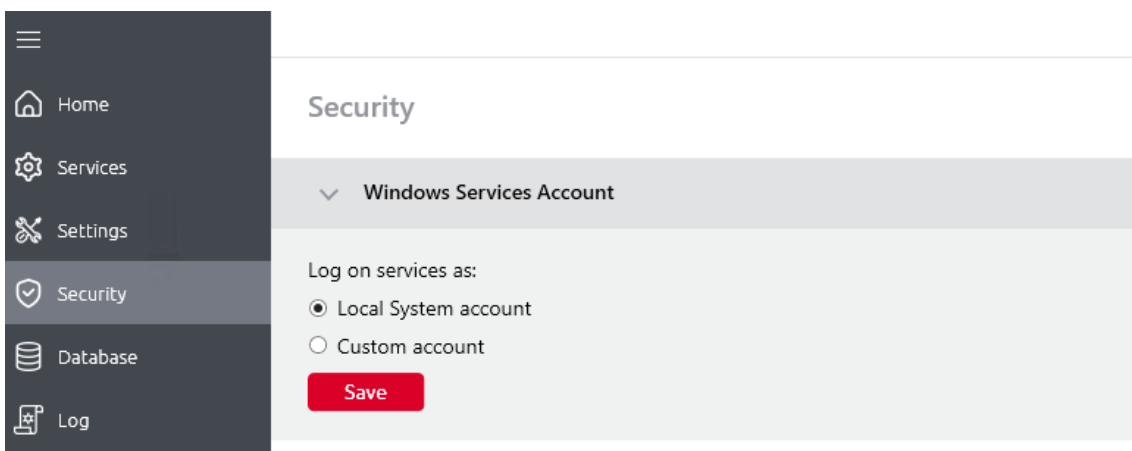 Home
Services
Settings
Security
Database
Log
Security
Windows Services Account
Log on services as:
Local System account
Custom account
Save